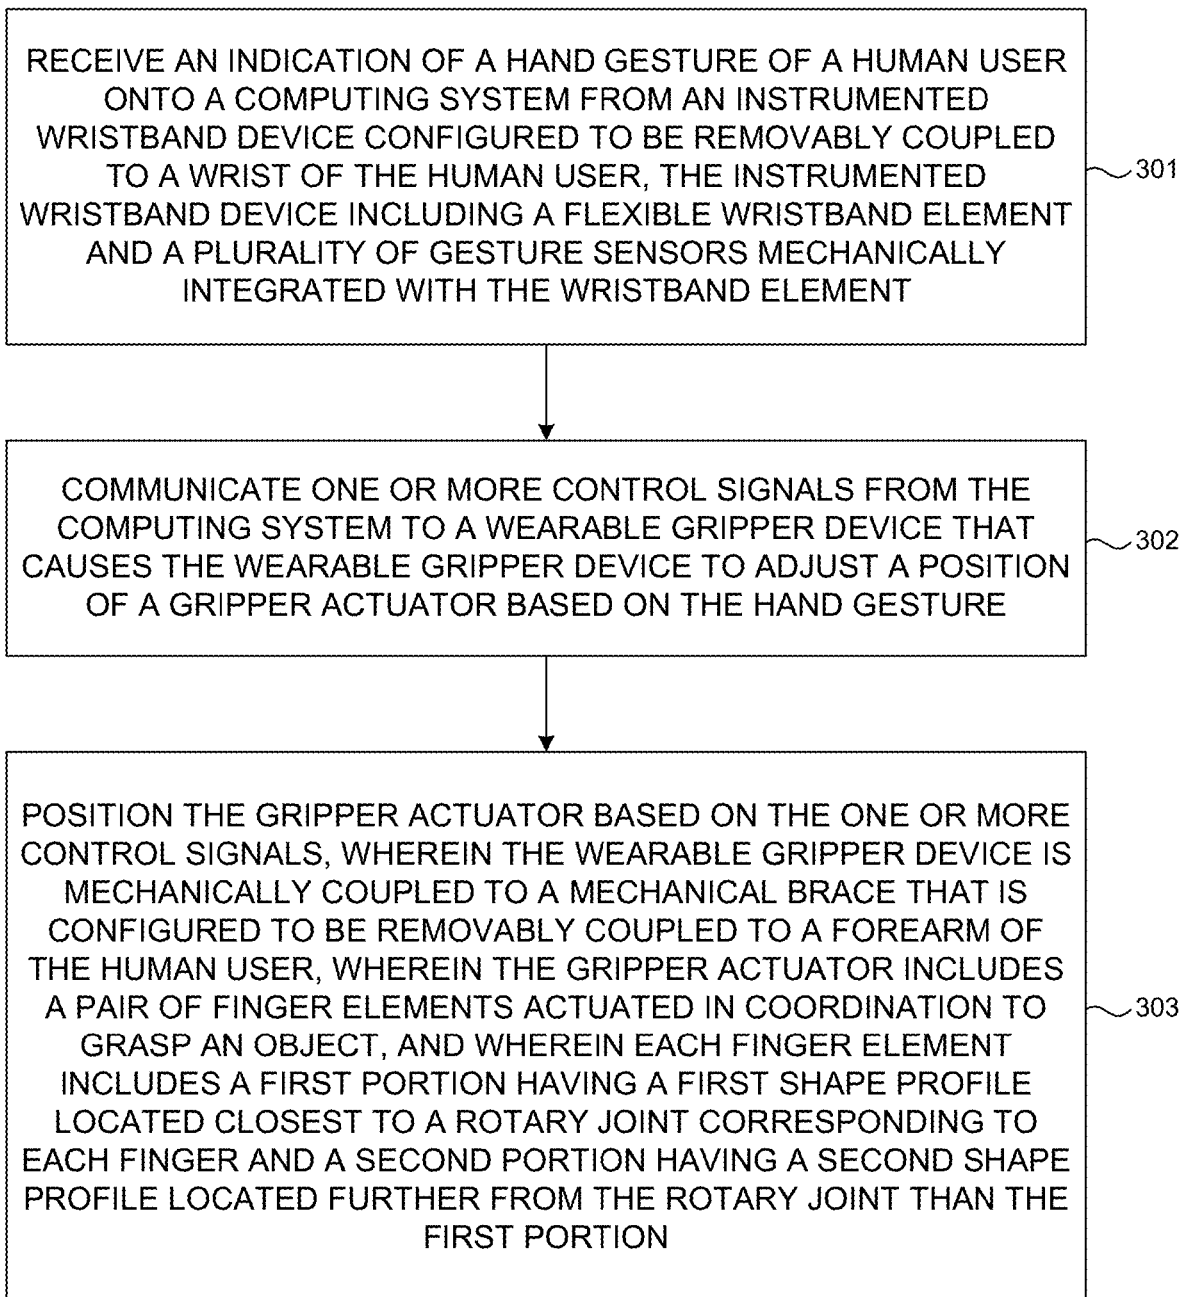 RECEIVE AN INDICATION OF A HAND GESTURE OF A HUMAN USER
ONTO A COMPUTING SYSTEM FROM AN INSTRUMENTED
WRISTBAND DEVICE CONFIGURED TO BE REMOVABLY COUPLED
TO A WRIST OF THE HUMAN USER, THE INSTRUMENTED
WRISTBAND DEVICE INCLUDING A FLEXIBLE WRISTBAND ELEMENT
AND A PLURALITY OF GESTURE SENSORS MECHANICALLY
INTEGRATED WITH THE WRISTBAND ELEMENT
301
COMMUNICATE ONE OR MORE CONTROL SIGNALS FROM THE
COMPUTING SYSTEM TO A WEARABLE GRIPPER DEVICE THAT
CAUSES THE WEARABLE GRIPPER DEVICE TO ADJUST A POSITION
OF A GRIPPER ACTUATOR BASED ON THE HAND GESTURE
302
POSITION THE GRIPPER ACTUATOR BASED ON THE ONE OR MORE
CONTROL SIGNALS, WHEREIN THE WEARABLE GRIPPER DEVICE IS
MECHANICALLY COUPLED TO A MECHANICAL BRACE THAT IS
CONFIGURED TO BE REMOVABLY COUPLED TO A FOREARM OF
THE HUMAN USER, WHEREIN THE GRIPPER ACTUATOR INCLUDES
A PAIR OF FINGER ELEMENTS ACTUATED IN COORDINATION TO
GRASP AN OBJECT, AND WHEREIN EACH FINGER ELEMENT
INCLUDES A FIRST PORTION HAVING A FIRST SHAPE PROFILE
LOCATED CLOSEST TO A ROTARY JOINT CORRESPONDING TO
EACH FINGER AND A SECOND PORTION HAVING A SECOND SHAPE
PROFILE LOCATED FURTHER FROM THE ROTARY JOINT THAN THE
FIRST PORTION
303